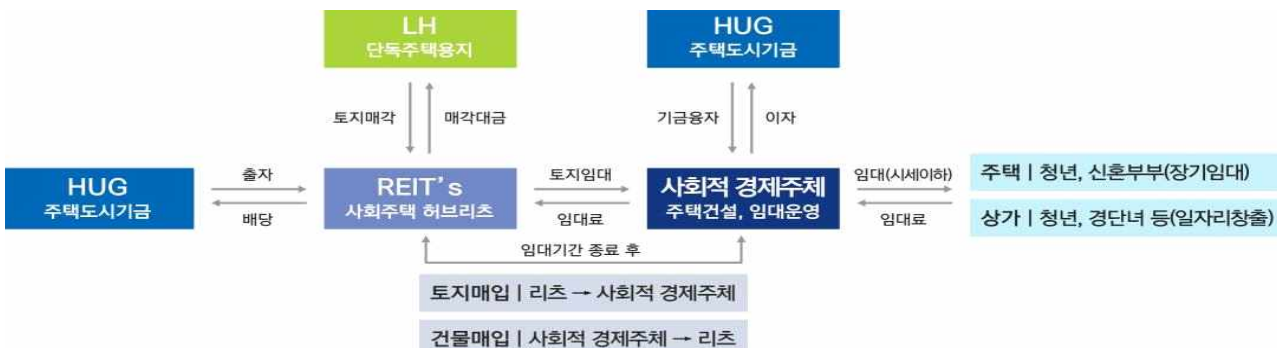 LH
단독주택용지
HUG
주택도시기금
토지매각
매각대금
기금융자
이자
HUG
주택도시기금
출자
배당
REIT's
사회주택 허브리츠
토지임대
임대료
사회적 경제주체
주택건설, 임대운영
임대(시세이하)
임대료
주택 | 청년, 신혼부부(장기임대)
상가 | 청년, 경단녀 등(일자리창출)
임대기간 종료 후
토지매입 | 리츠 → 사회적 경제주체
건물매입 | 사회적 경제주체 → 리츠